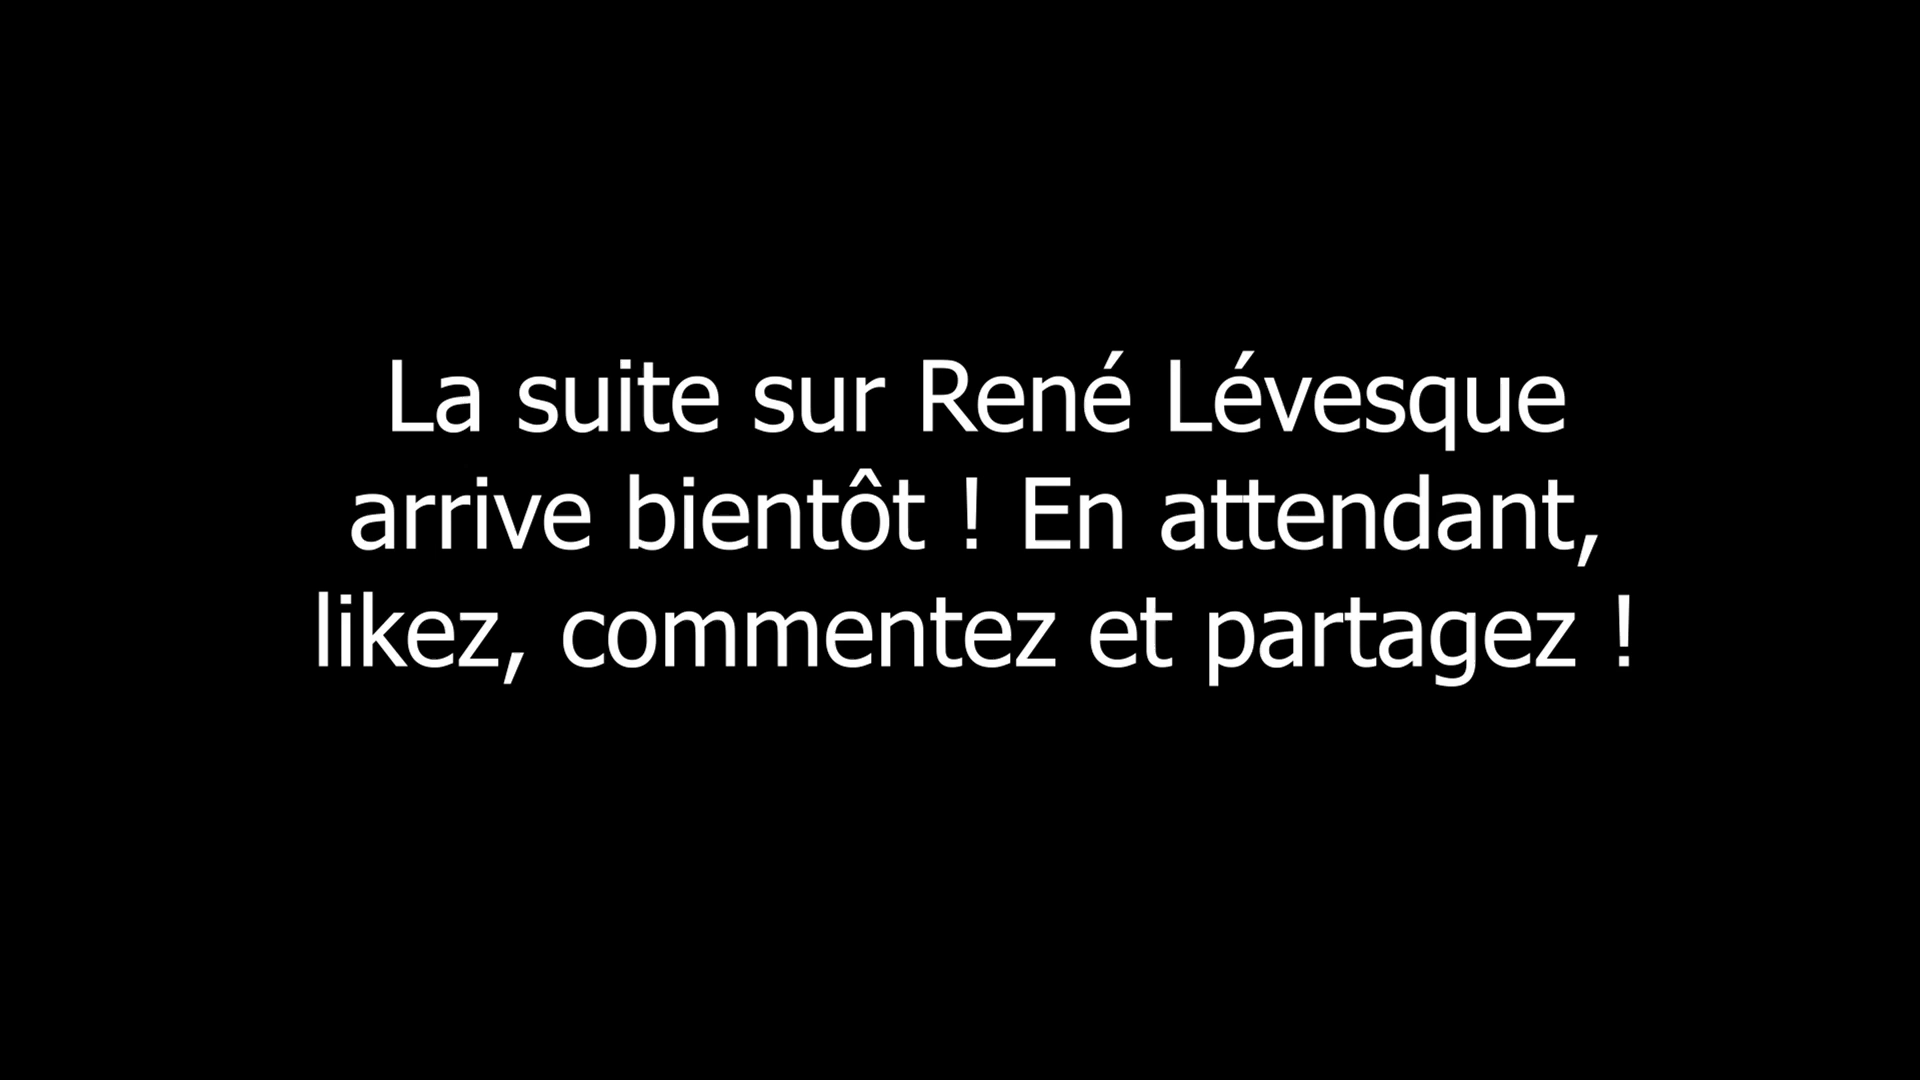 La suite sur René Lévesque
arrive bientôt ! En attendant,
likez, commentez et partagez !